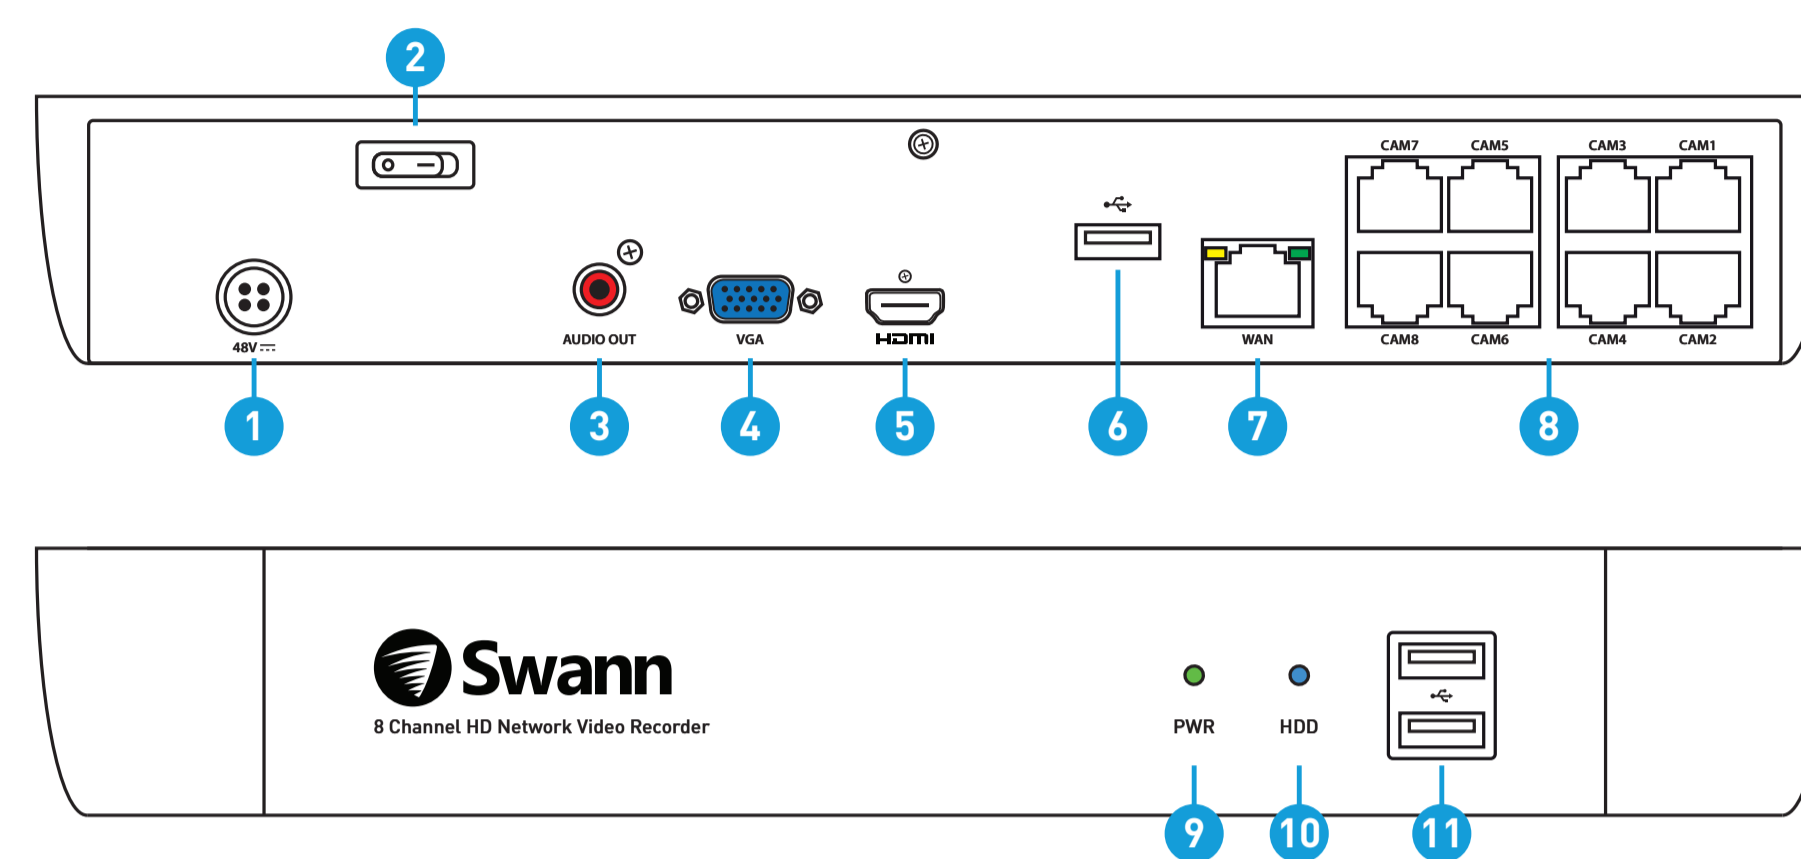 2
CAM7 CAM5 CAM3 CAM1
48V
AUDIO OUT VGA HDMI WAN CAM8 CAM6 CAM4 CAM2
1 3 4 5 6 7 8
Swann
8 Channel HD Network Video Recorder
PWR HDD
9 10 11